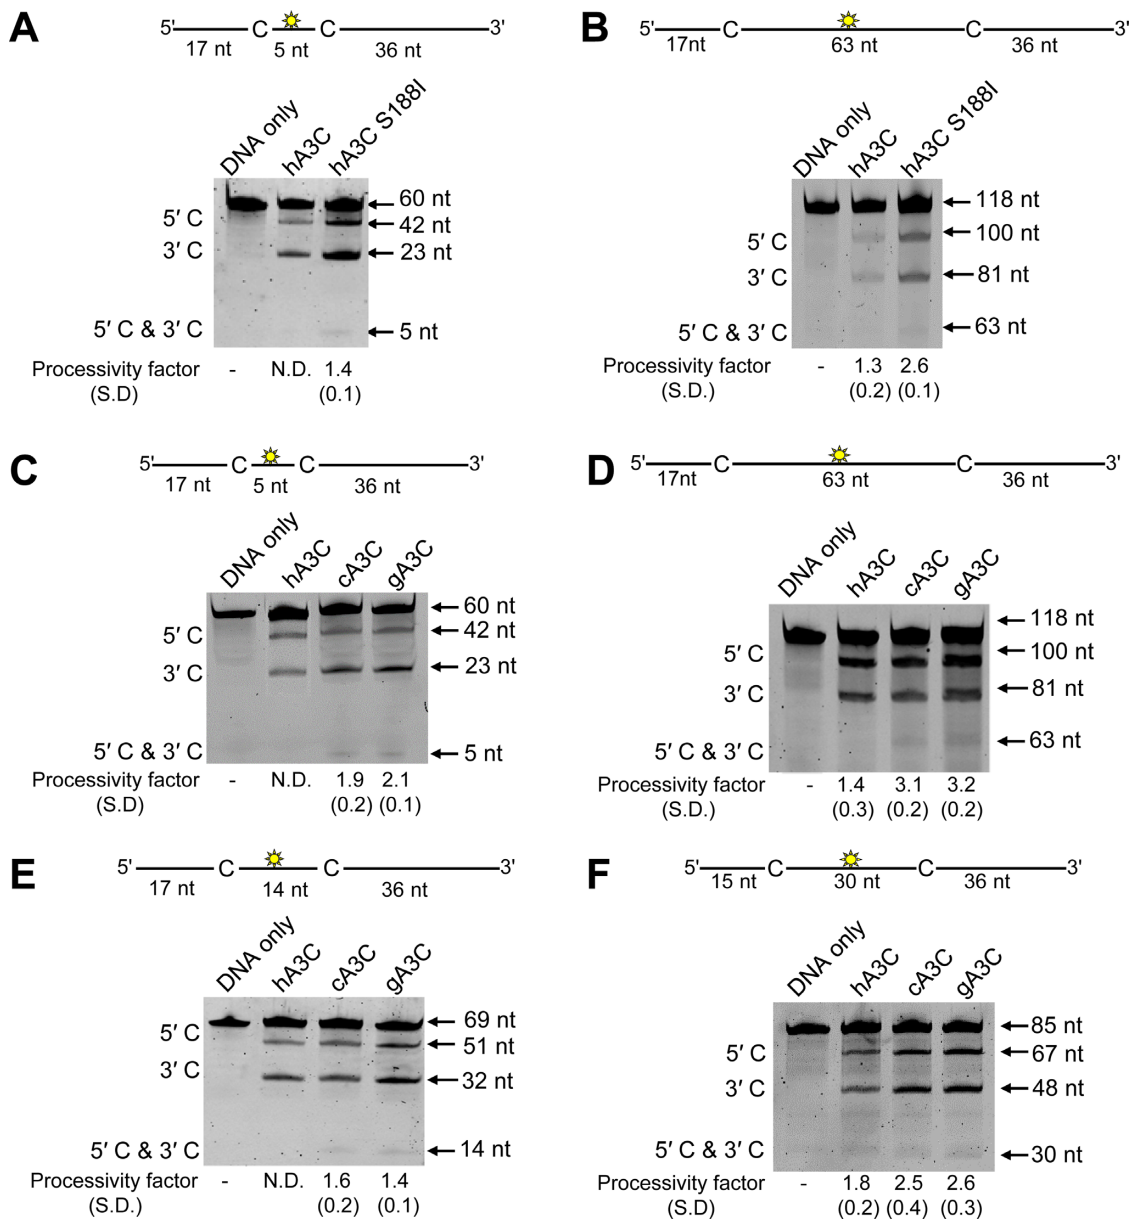 A
5' C C 3'
17 nt 5 nt 36 nt
DNA only hA3C hA3C S188I
60 nt
5′ C 42 nt
3′ C 23 nt
5′ C & 3′ C 5 nt
Processivity factor - N.D. 1.4
(S.D) (0.1)
B
5' C C 3'
17nt 63 nt 36 nt
DNA only hA3C hA3C S188I
118 nt
5′ C 100 nt
3′ C 81 nt
5′ C & 3′ C 63 nt
Processivity factor - 1.3 2.6
(S.D.) (0.2) (0.1)
C
5' C C 3'
17 nt 5 nt 36 nt
DNA only hA3C cA3C gA3C
60 nt
5′ C 42 nt
3′ C 23 nt
5′ C & 3′ C 5 nt
Processivity factor - N.D. 1.9 2.1
(S.D) (0.2) (0.1)
D
5' C C 3'
17nt 63 nt 36 nt
DNA only hA3C cA3C gA3C
118 nt
5′ C 100 nt
3′ C 81 nt
5′ C & 3′ C 63 nt
Processivity factor - 1.4 3.1 3.2
(S.D.) (0.3) (0.2) (0.2)
E
5' C C 3'
17 nt 14 nt 36 nt
DNA only hA3C cA3C gA3C
69 nt
5′ C 51 nt
3′ C 32 nt
5′ C & 3′ C 14 nt
Processivity factor - N.D. 1.6 1.4
(S.D.) (0.2) (0.1)
F
5' C C 3'
15 nt 30 nt 36 nt
DNA only hA3C cA3C gA3C
85 nt
5′ C 67 nt
3′ C 48 nt
5′ C & 3′ C 30 nt
Processivity factor - 1.8 2.5 2.6
(S.D) (0.2) (0.4) (0.3)